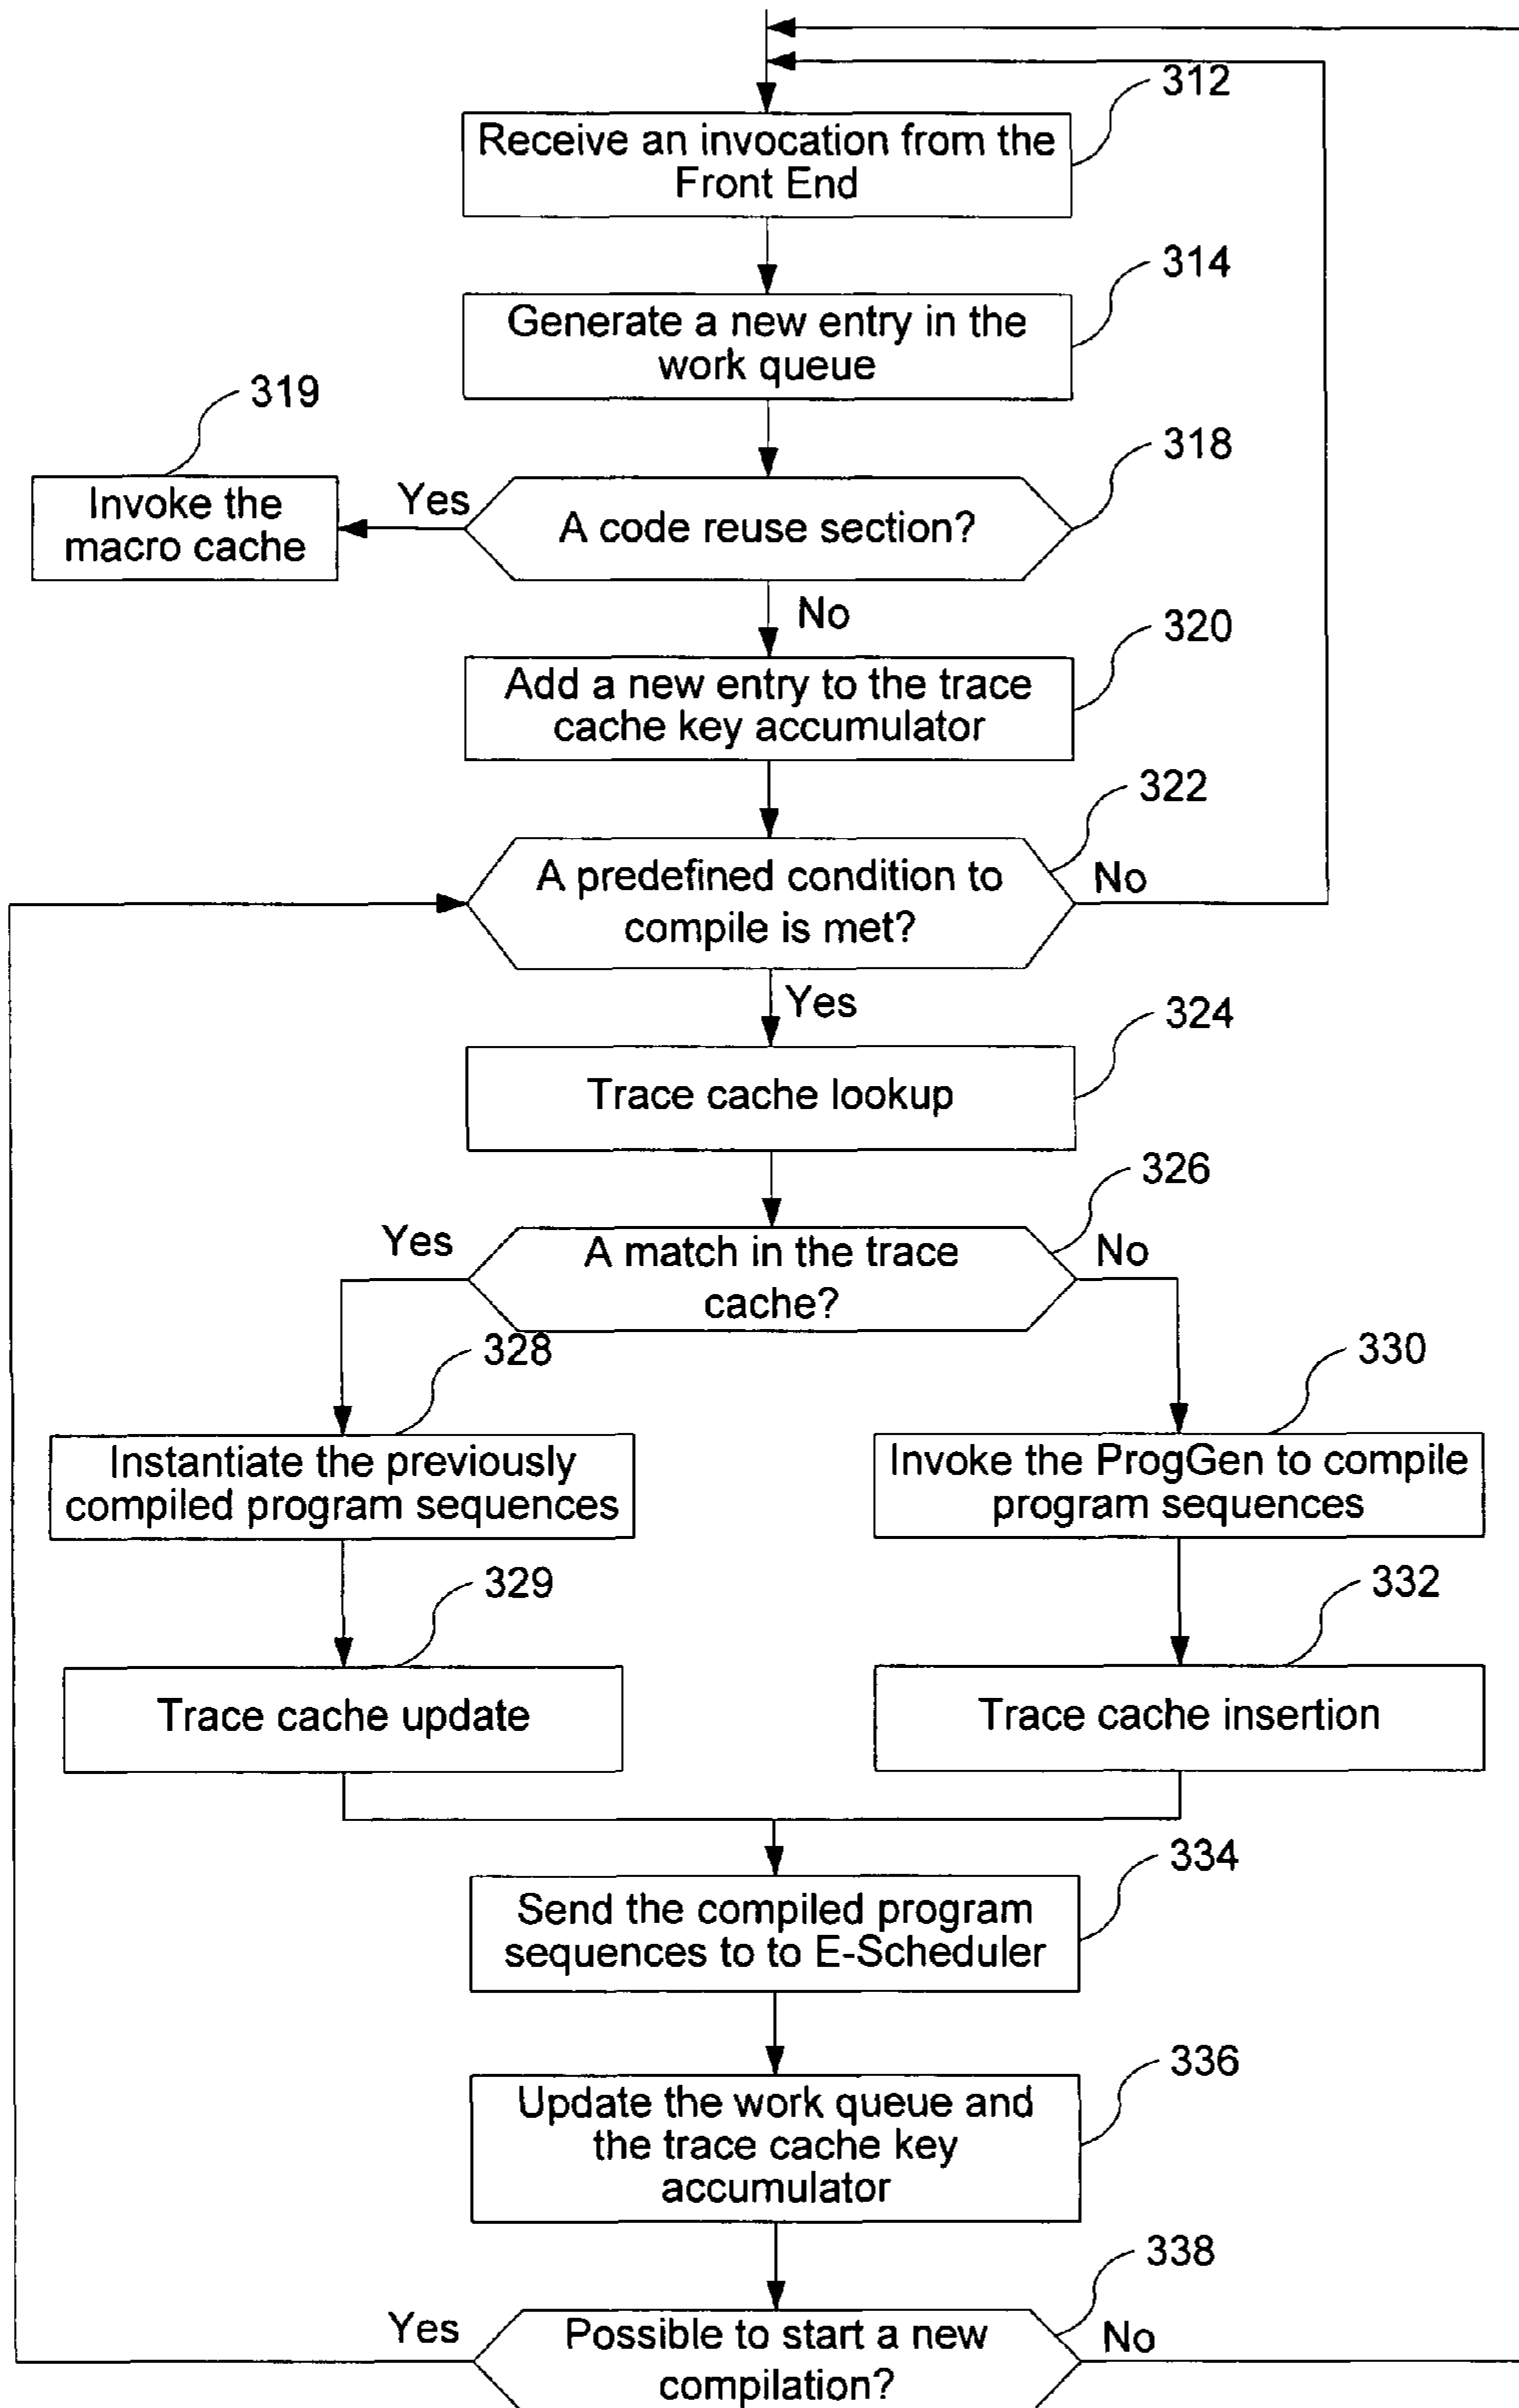 312
Receive an invocation from the
Front End
314
Generate a new entry in the
work queue
319
318
Invoke the
macro cache
Yes
A code reuse section?
No
320
Add a new entry to the trace
cache key accumulator
322
A predefined condition to
compile is met?
No
Yes
324
Trace cache lookup
326
Yes
A match in the trace
cache?
No
328
330
Instantiate the previously
compiled program sequences
Invoke the ProgGen to compile
program sequences
329
332
Trace cache update
Trace cache insertion
334
Send the compiled program
sequences to to E-Scheduler
336
Update the work queue and
the trace cache key
accumulator
338
Yes
Possible to start a new
compilation?
No